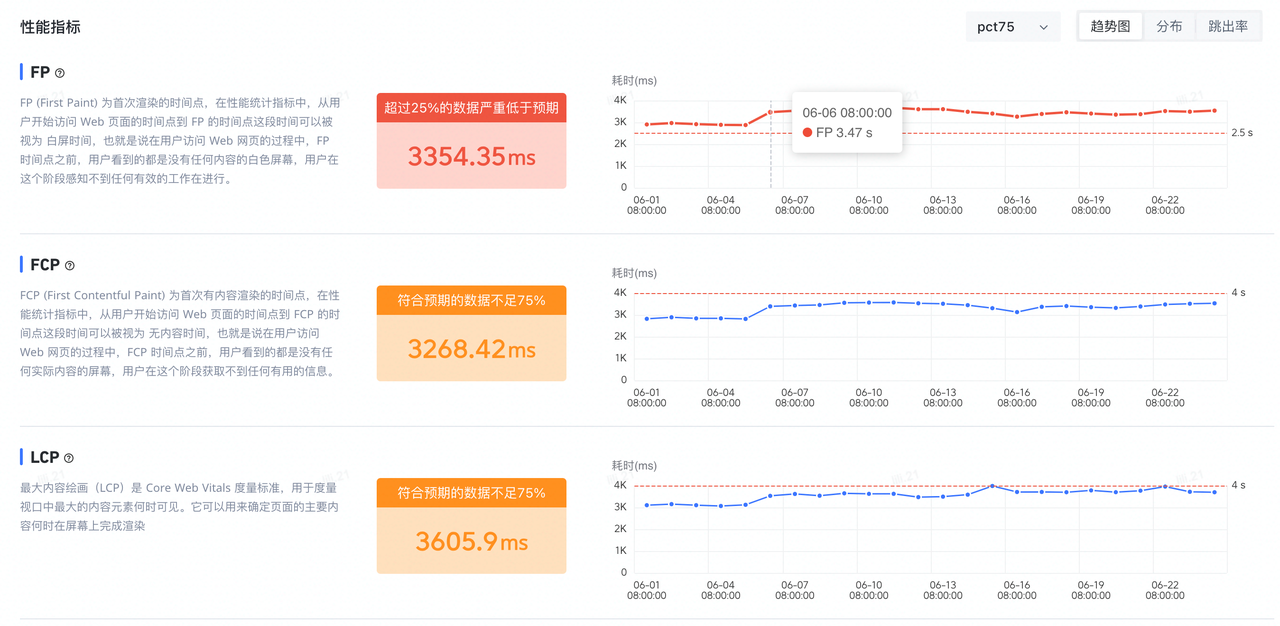 性能指标
pct75
趋势图 分布 跳出率
FP
FP (First Paint) 为首次渲染的时间点，在性能统计指标中，从用
户开始访问 Web 页面的时间点到 FP 的时间点这段时间可以被
视为 白屏时间，也就是说在用户访问 Web 网页的过程中，FP
时间点之前，用户看到的都是没有任何内容的白色屏幕，用户在
这个阶段感知不到任何有效的工作在进行。
超过25%的数据严重低于预期
3354.35ms
耗时(ms)
4K
3K
2K
1K
0
06-06 08:00:00
FP 3.47 s
2.5 s
06-01 06-04 06-07 06-10 06-13 06-16 06-19 06-22
08:00:00 08:00:00 08:00:00 08:00:00 08:00:00 08:00:00 08:00:00 08:00:00
FCP
FCP (First Contentful Paint) 为首次有内容渲染的时间点，在性
能统计指标中，从用户开始访问 Web 页面的时间点到 FCP 的时
间点这段时间可以被视为 无内容时间，也就是说在用户访问
Web 网页的过程中，FCP 时间点之前，用户看到的都是没有任
何实际内容的屏幕，用户在这个阶段获取不到任何有用的信息。
符合预期的数据不足75%
3268.42ms
耗时(ms)
4K
3K
2K
1K
0
4 s
06-01 06-04 06-07 06-10 06-13 06-16 06-19 06-22
08:00:00 08:00:00 08:00:00 08:00:00 08:00:00 08:00:00 08:00:00 08:00:00
LCP
最大内容绘画（LCP）是 Core Web Vitals 度量标准，用于度量
视口中最大的内容元素何时可见。它可以用来确定页面的主要内
容何时在屏幕上完成渲染
符合预期的数据不足75%
3605.9ms
耗时(ms)
4K
3K
2K
1K
0
4 s
06-01 06-04 06-07 06-10 06-13 06-16 06-19 06-22
08:00:00 08:00:00 08:00:00 08:00:00 08:00:00 08:00:00 08:00:00 08:00:00